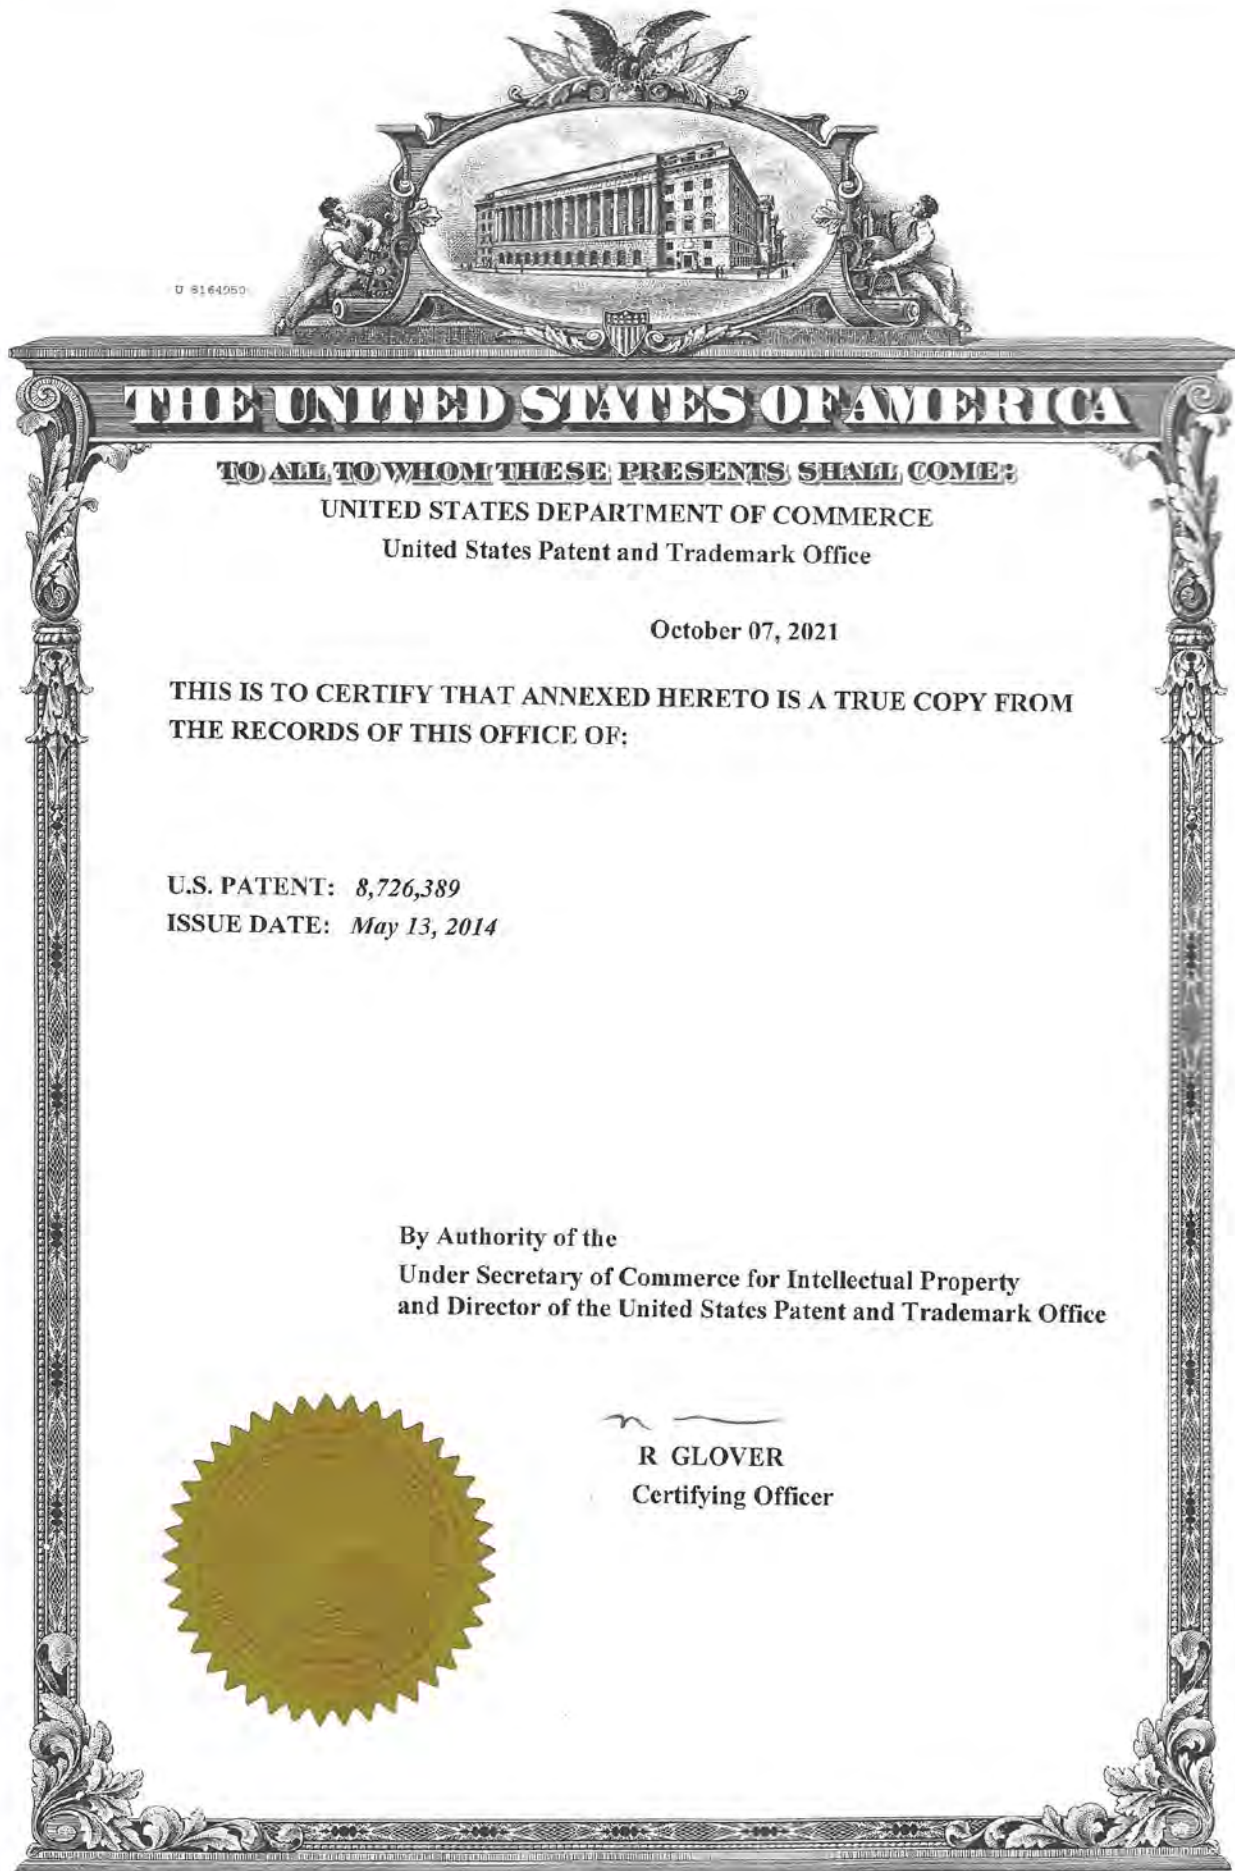 U 8164950
THE UNITED STATES OF AMERICA
TO ALL TO WHOM THESE PRESENTS SHALL COME:
UNITED STATES DEPARTMENT OF COMMERCE
United States Patent and Trademark Office
October 07, 2021
THIS IS TO CERTIFY THAT ANNEXED HERETO IS A TRUE COPY FROM
THE RECORDS OF THIS OFFICE OF:
U.S. PATENT: 8,726,389
ISSUE DATE: May 13, 2014
By Authority of the
Under Secretary of Commerce for Intellectual Property
and Director of the United States Patent and Trademark Office
R GLOVER
Certifying Officer